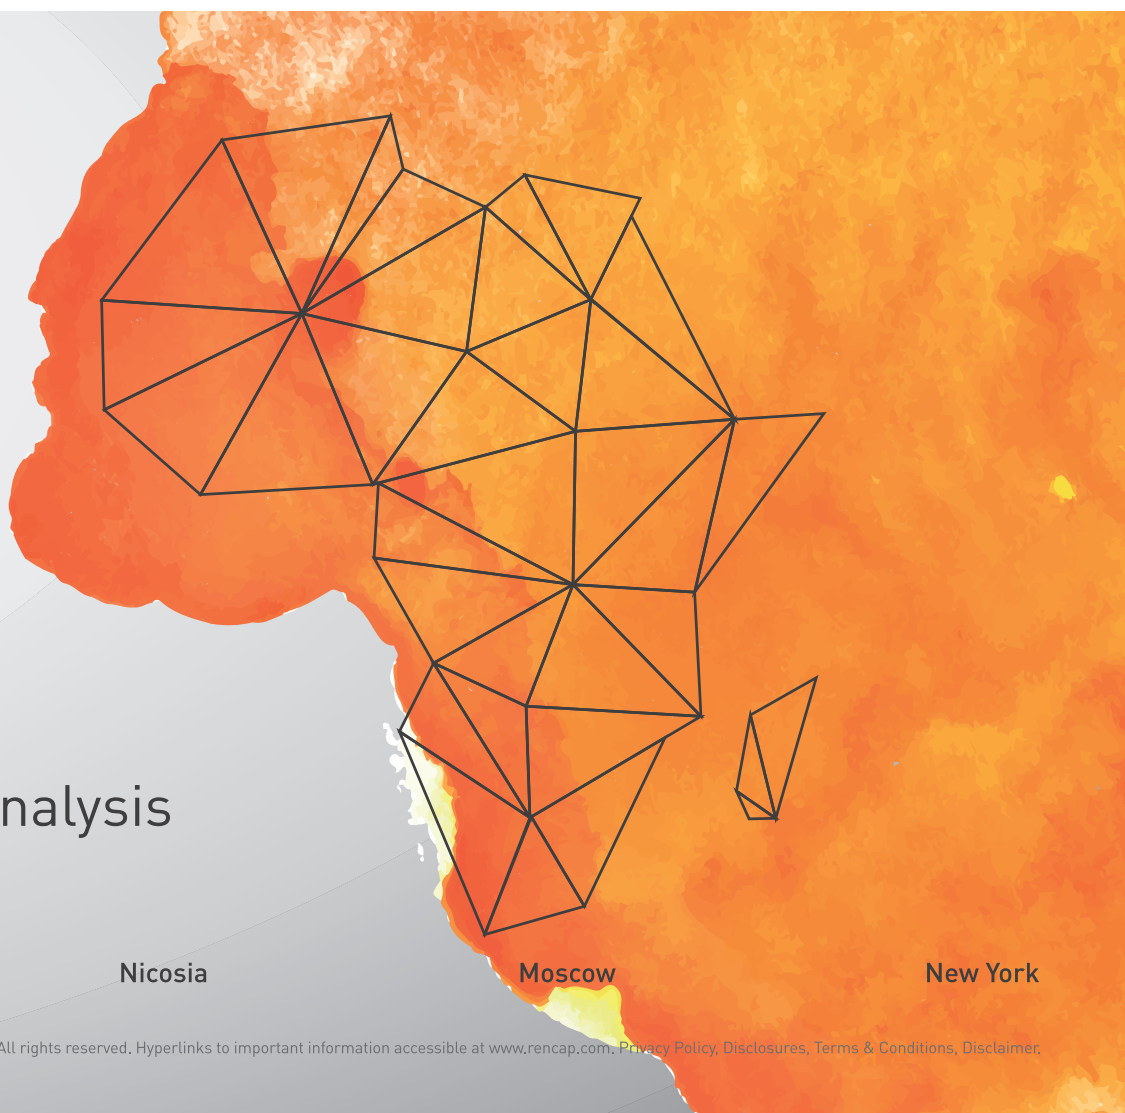 nalysis
Nicosia Moscow New York
All rights reserved. Hyperlinks to important information accessible at www.rencap.com. Privacy Policy, Disclosures, Terms & Conditions, Disclaimer.